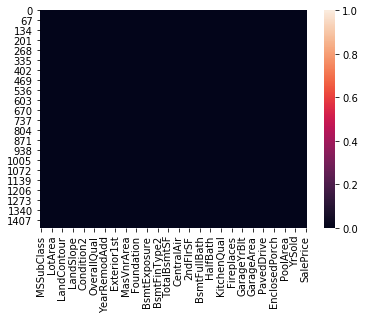 0
67
134
201
268
335
402
469
536
603
670
737
804
871
938
1005
1072
1139
1206
1273
1340
1407
1.0
0.8
0.6
0.4
0.2
0.0
MSSubClass
LotArea
LandContour
LandSlope
Condition2
OverallQual
YearRemodAdd
Exterior1st
MasVnrArea
Foundation
BsmtExposure
BsmtFinType2
TotalBsmtSF
CentralAir
2ndFlrSF
BsmtFullBath
HalfBath
KitchenQual
Fireplaces
GarageYrBlt
GarageArea
PavedDrive
EnclosedPorch
PoolArea
YrSold
SalePrice